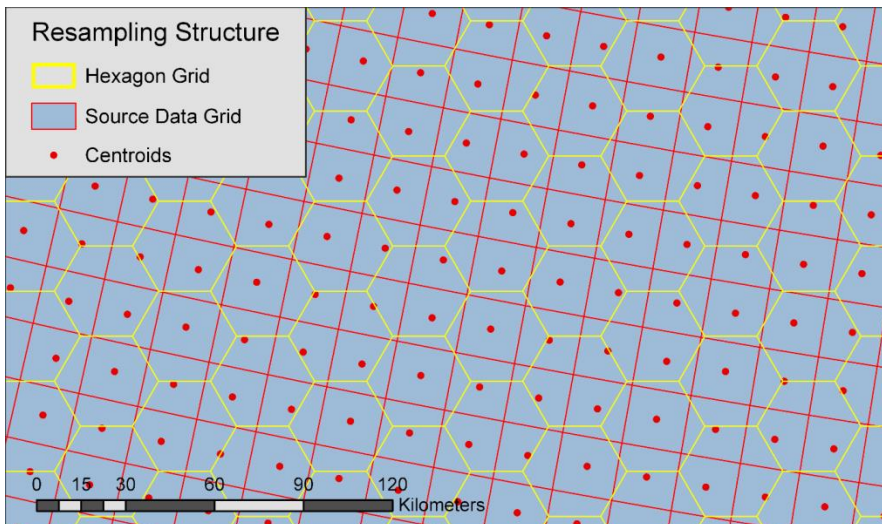 Resampling Structure
Hexagon Grid
Source Data Grid
Centroids
0 15 30 60 90 120
Kilometers